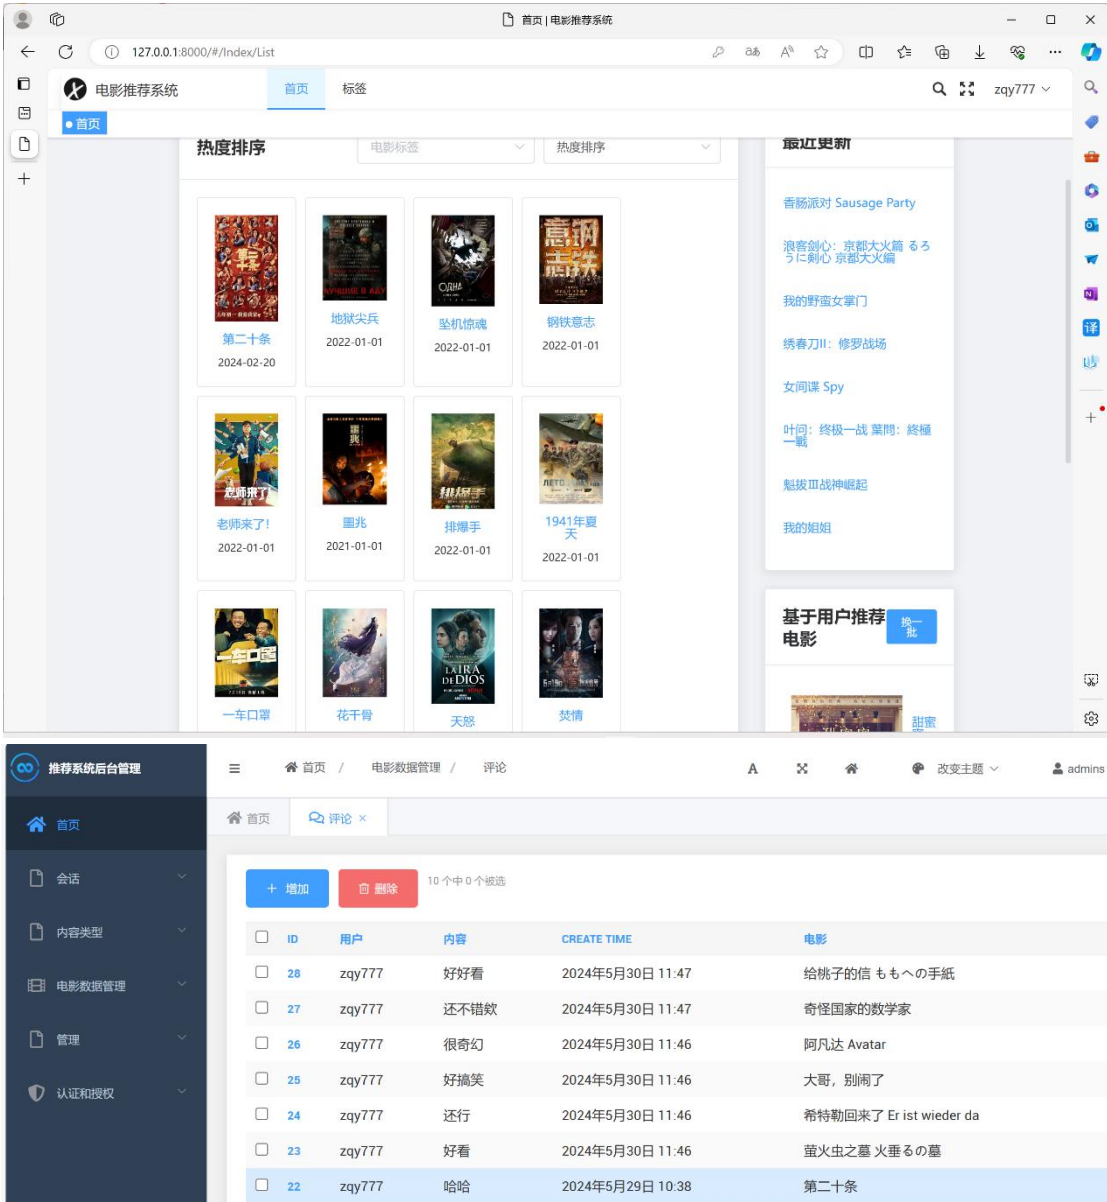 首页 | 电影推荐系统
127.0.0.1:8000/#/Index/List
电影推荐系统
首页
标签
zqy777
首页
热度排序
电影标签
热度排序
最近更新
第二十条
2024-02-20
地狱尖兵
2022-01-01
坠机惊魂
2022-01-01
钢铁意志
2022-01-01
老师来了!
2022-01-01
噩兆
2021-01-01
排爆手
2022-01-01
1941年夏
天
2022-01-01
一车口罩
花千骨
天怒
焚情
香肠派对 Sausage Party
浪客剑心：京都大火篇 るろ
うに剣心 京都大火編
我的野蛮女掌门
绣春刀II：修罗战场
女间谍 Spy
叶问：终极一战 葉問：終極
一戰
魁拔Ⅲ战神崛起
我的姐姐
基于用户推荐
电影
换一
批
甜蜜
推荐系统后台管理
首页 / 电影数据管理 / 评论
改变主题
admins
首页
会话
内容类型
电影数据管理
管理
认证和授权
首页
评论 ×
+ 增加
删除
10 个中 0 个被选
ID 用户 内容 CREATE TIME 电影
28 zqy777 好好看 2024年5月30日 11:47 给桃子的信 ももへの手紙
27 zqy777 还不错欸 2024年5月30日 11:47 奇怪国家的数学家
26 zqy777 很奇幻 2024年5月30日 11:46 阿凡达 Avatar
25 zqy777 好搞笑 2024年5月30日 11:46 大哥，别闹了
24 zqy777 还行 2024年5月30日 11:46 希特勒回来了 Er ist wieder da
23 zqy777 好看 2024年5月30日 11:46 萤火虫之墓 火垂るの墓
22 zqy777 哈哈 2024年5月29日 10:38 第二十条